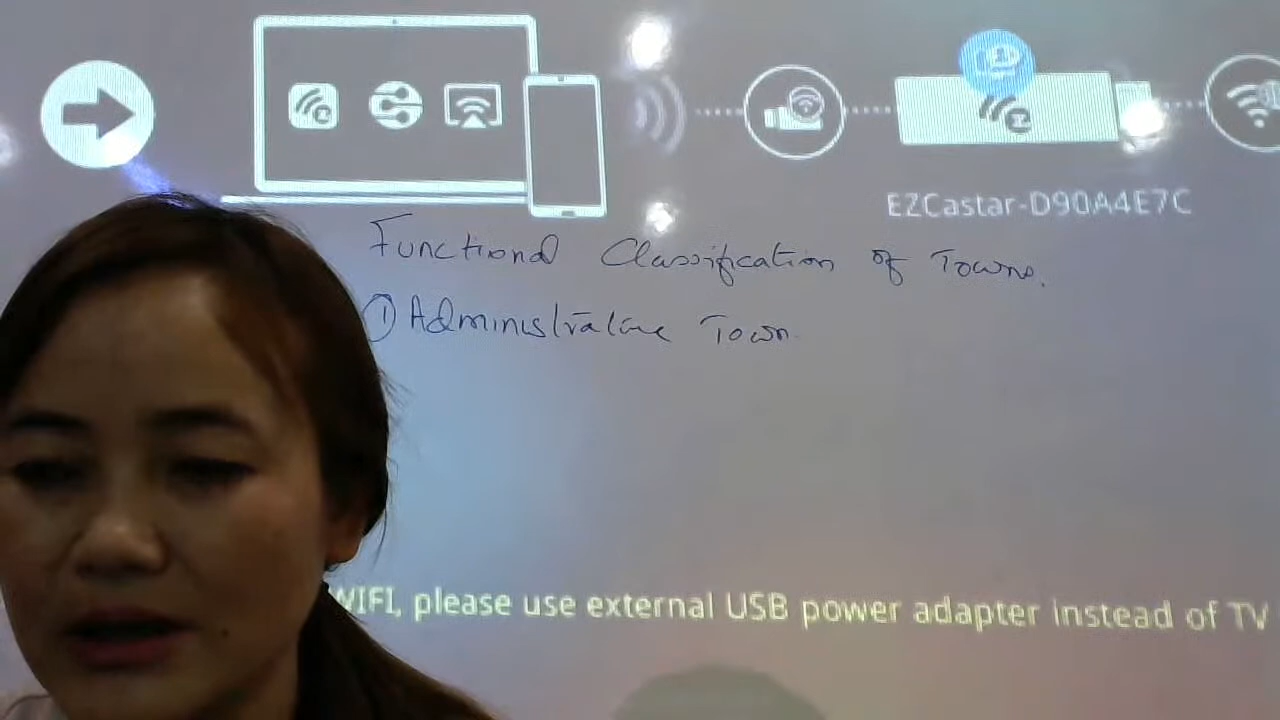 EZCastar-D90A4E7C
Functional Classification of Towns.
① Administrative Town.
WIFI, please use external USB power adapter instead of TV